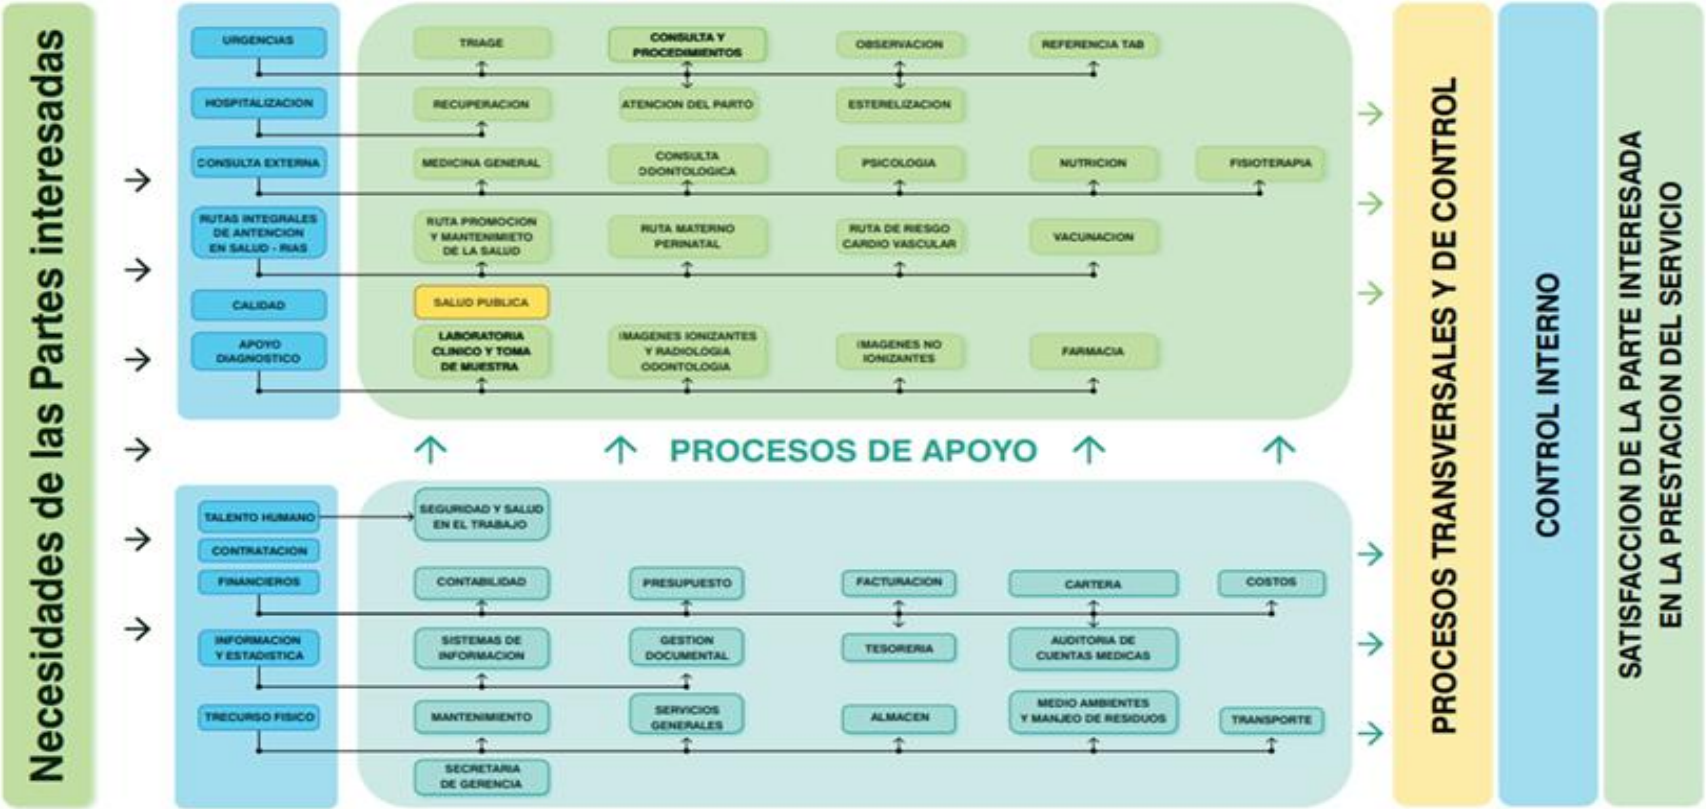 Necesidades de las Partes interesadas
URGENCIAS
TRIAGE
CONSULTA Y
PROCEDIMIENTOS
OBSERVACION
REFERENCIA TAB
HOSPITALIZACION
RECUPERACION
ATENCION DEL PARTO
ESTERELIZACION
CONSULTA EXTERNA
MEDICINA GENERAL
CONSULTA
ODONTOLOGICA
PSICOLOGIA
NUTRICION
FISIOTERAPIA
RUTAS INTEGRALES
DE ANTENCION
EN SALUD - RIAS
RUTA PROMOCION
Y MANTENIMIETO
DE LA SALUD
RUTA MATERNO
PERINATAL
RUTA DE RIESGO
CARDIO VASCULAR
VACUNACION
CALIDAD
SALUD PUBLICA
APOYO
DIAGNOSTICO
LABORATORIA
CLINICO Y TOMA
DE MUESTRA
IMAGENES IONIZANTES
Y RADIOLOGIA
ODONTOLOGIA
IMAGENES NO
IONIZANTES
FARMACIA
PROCESOS DE APOYO
TALENTO HUMANO
SEGURIDAD Y SALUD
EN EL TRABAJO
CONTRATACION
FINANCIEROS
CONTABILIDAD
PRESUPUESTO
FACTURACION
CARTERA
COSTOS
INFORMACION
Y ESTADISTICA
SISTEMAS DE
INFORMACION
GESTION
DOCUMENTAL
TESORERIA
AUDITORIA DE
CUENTAS MEDICAS
TRECURSO FISICO
MANTENIMIENTO
SERVICIOS
GENERALES
ALMACEN
MEDIO AMBIENTES
Y MANJEO DE RESIDUOS
TRANSPORTE
SECRETARIA
DE GERENCIA
PROCESOS TRANSVERSALES Y DE CONTROL
CONTROL INTERNO
SATISFACCION DE LA PARTE INTERESADA
EN LA PRESTACION DEL SERVICIO